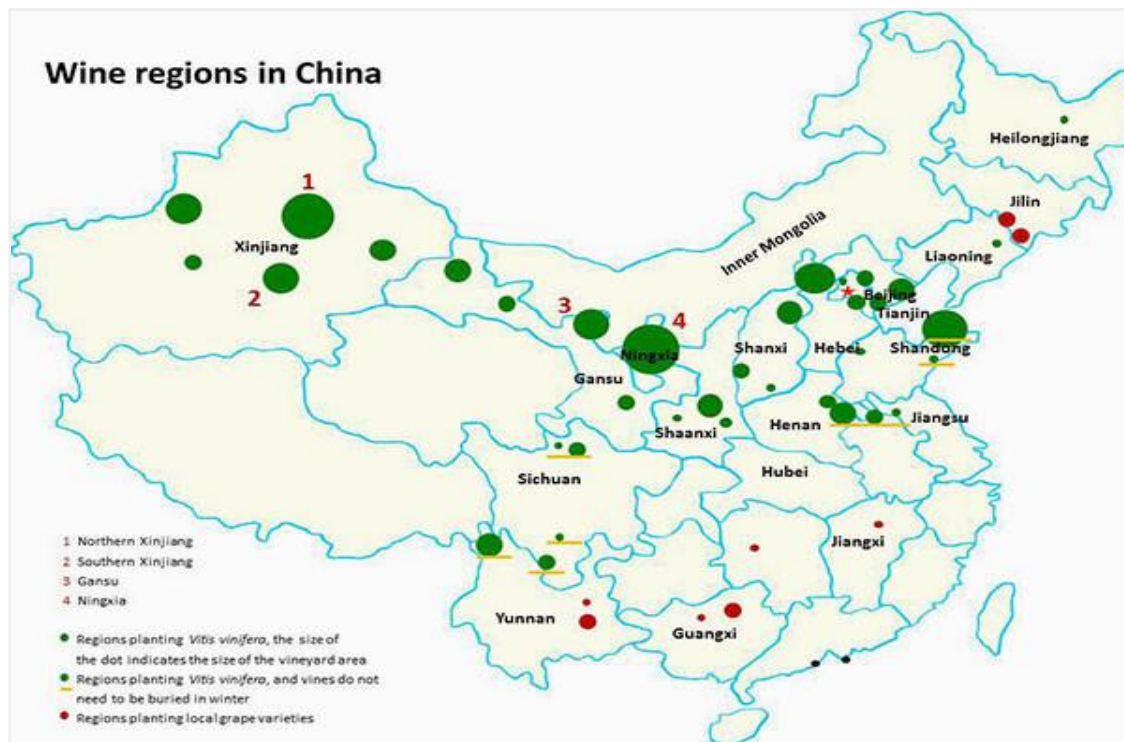 Wine regions in China
Heilongjiang
Jilin
1
Inner Mongolia
Xinjiang
Liaoning
2
3
4
Beijing
Tianjin
Ningxia
Shanxi
Hebei
Shandong
Gansu
Shaanxi
Henan
Jiangsu
Hubei
Sichuan
Jiangxi
Yunnan
Guangxi
1 Northern Xinjiang
2 Southern Xinjiang
3 Gansu
4 Ningxia
Regions planting Vitis vinifera, the size of
the dot indicates the size of the vineyard area
Regions planting Vitis vinifera, and vines do not
need to be buried in winter
Regions planting local grape varieties